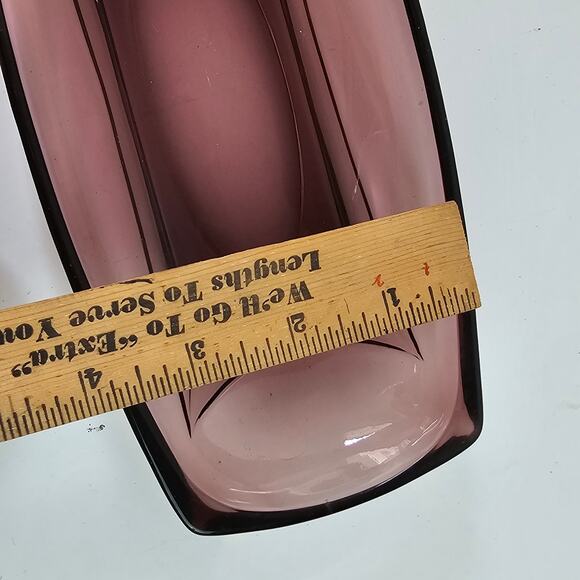 We'll Go To "Extra"
Lengths To Serve You
1 2 3 4